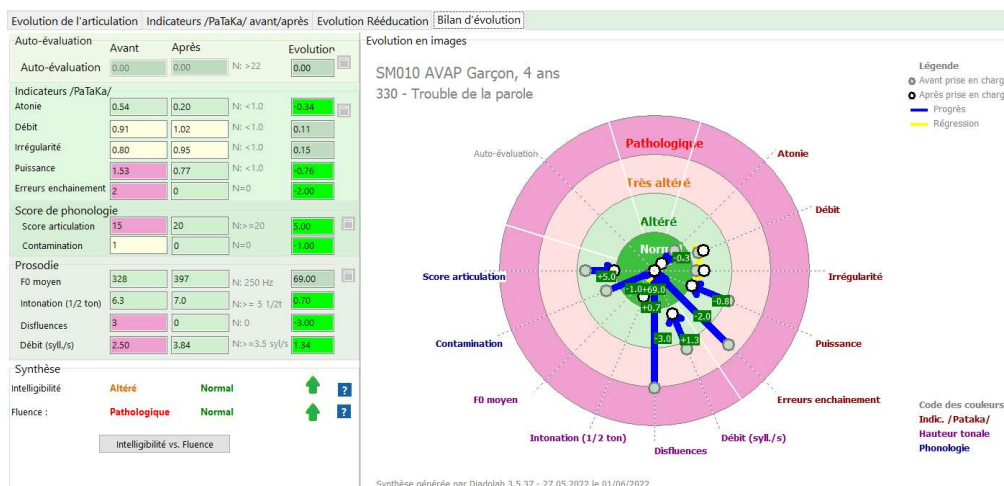 Evolution de l'articulation Indicateurs /PaTaKa/ avant/après Evolution Rééducation Bilan d'évolution
Auto-évaluation Avant Après Evolution
Auto-évaluation 0.00 0.00 N: >22 0.00
Indicateurs /PaTaKa/
Atonie 0.54 0.20 N: <1.0 -0.34
Débit 0.91 1.02 N: <1.0 0.11
Irrégularité 0.80 0.95 N: <1.0 0.15
Puissance 1.53 0.77 N: <1.0 -0.76
Erreurs enchainement 2 0 N=0 -2.00
Score de phonologie
Score articulation 15 20 N:>=20 5.00
Contamination 1 0 N=0 -1.00
Prosodie
F0 moyen 328 397 N: 250 Hz 69.00
Intonation (1/2 ton) 6.3 7.0 N:>= 5 1/2t 0.70
Disfluences 3 0 N: 0 -3.00
Débit (syll./s) 2.50 3.84 N:>=3.5 syl/s 1.34
Synthèse
Intelligibilité Altéré Normal ?
Fluence : Pathologique Normal ?
Intelligibilité vs. Fluence
Evolution en images
SM010 AVAP Garçon, 4 ans
330 - Trouble de la parole
Légende
Avant prise en charg
Après prise en charg
Progrès
Régression
Pathologique
Très altéré
Altéré
Norm
Auto-évaluation
Atonie
Débit
Irrégularité
Puissance
Erreurs enchainement
Débit (syll./s)
Disfluences
Intonation (1/2 ton)
F0 moyen
Contamination
Score articulation
-0.3
+5.0
-1.0+69.0
+0.7
-0.8
-2.0
-3.0 +1.3
Code des couleurs
Indic. /Pataka/
Hauteur tonale
Phonologie
Synthèse générée par Diadolab 3.5.37 - 27.05.2022 le 01/06/2022